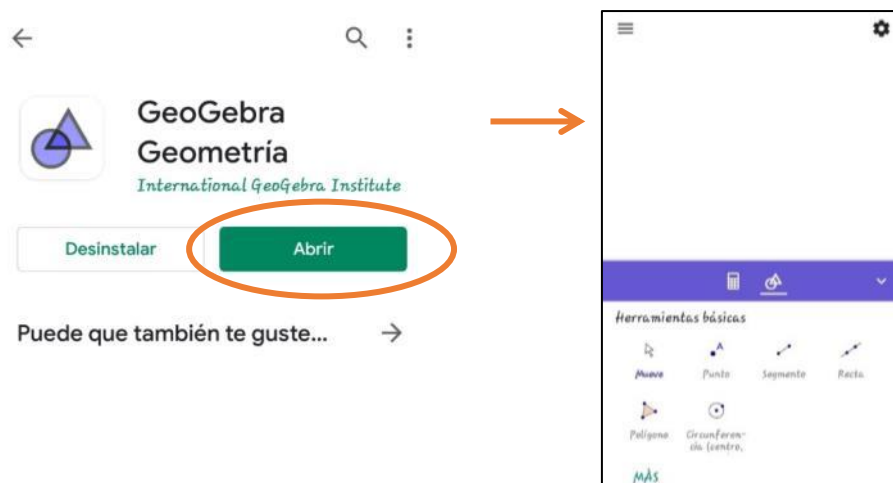 GeoGebra
Geometría
International GeoGebra Institute
Desinstalar
Abrir
Puede que también te guste...
Herramientas básicas
Mueve
Punto
Segmento
Recta
Polígono
Circunferen-
cia (centro,
MÁS